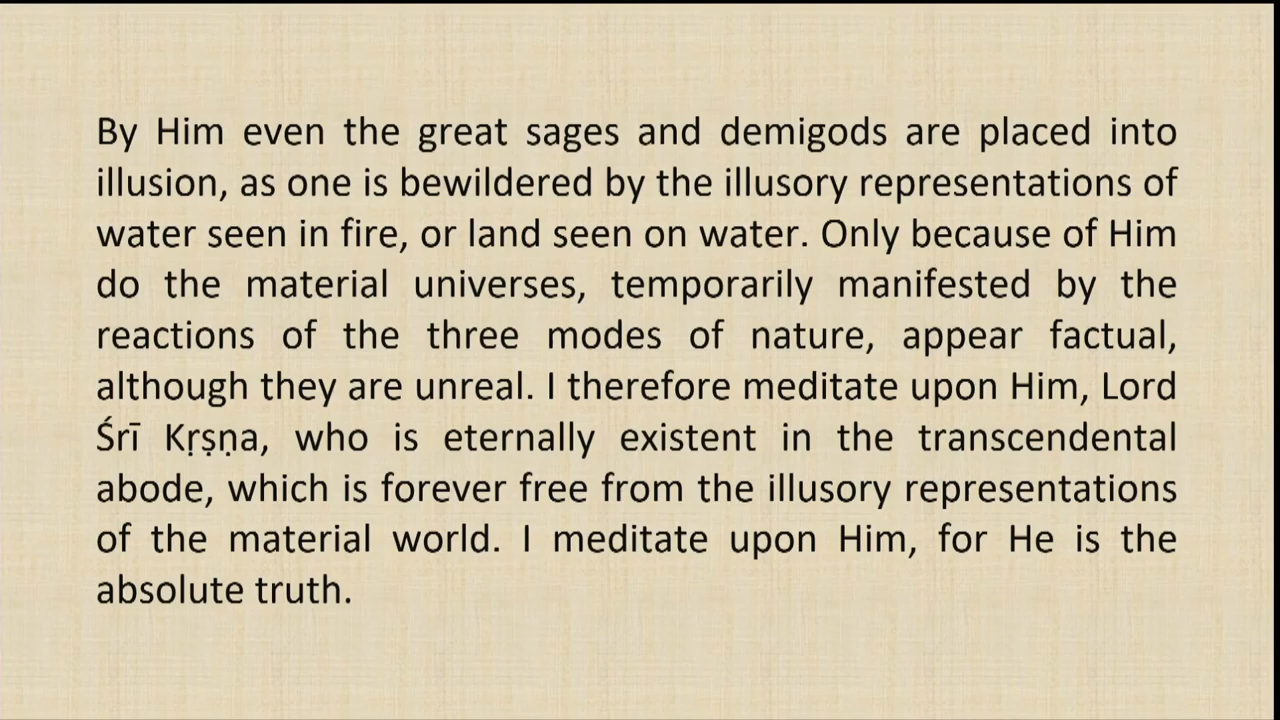 By Him even the great sages and demigods are placed into
illusion, as one is bewildered by the illusory representations of
water seen in fire, or land seen on water. Only because of Him
do the material universes, temporarily manifested by the
reactions of the three modes of nature, appear factual,
although they are unreal. I therefore meditate upon Him, Lord
Śrī Kṛṣṇa, who is eternally existent in the transcendental
abode, which is forever free from the illusory representations
of the material world. I meditate upon Him, for He is the
absolute truth.